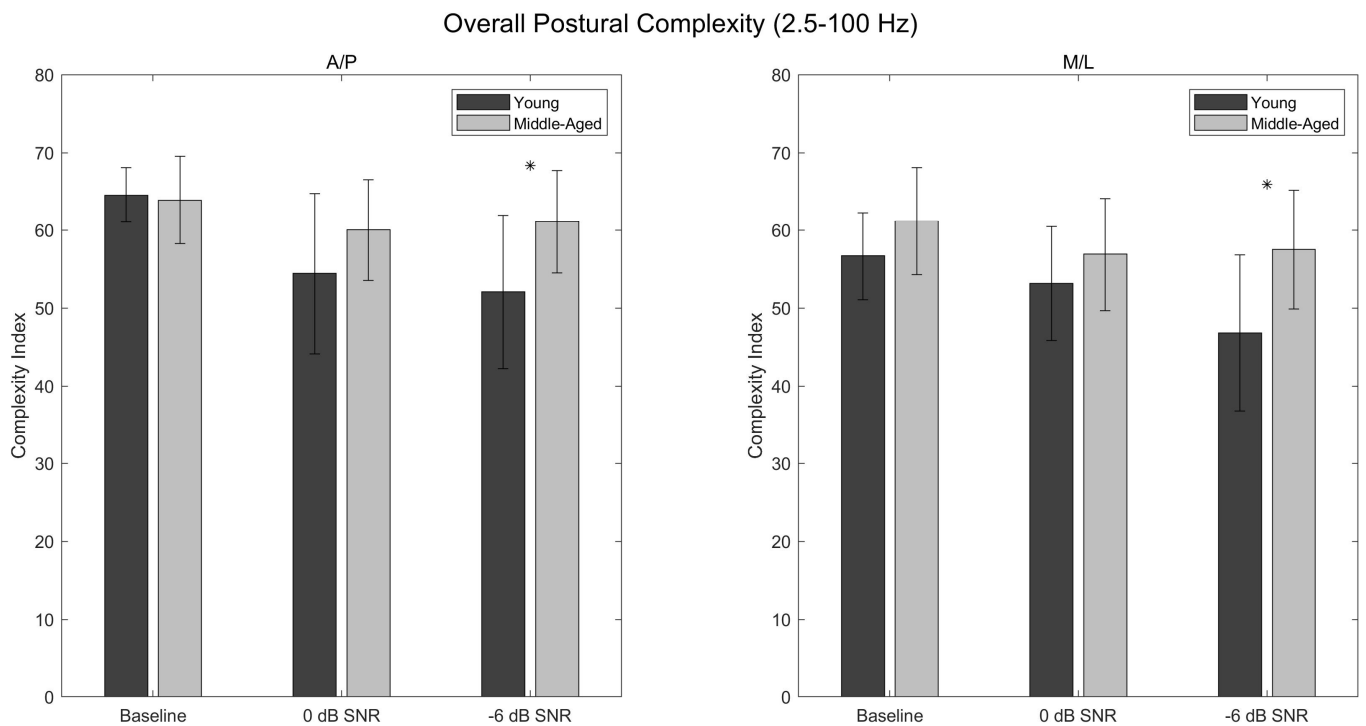 Overall Postural Complexity (2.5-100 Hz)
A/P
80
70
60
50
40
30
20
10
0
Complexity Index
Young
Middle-Aged
*
Baseline
0 dB SNR
-6 dB SNR
M/L
80
70
60
50
40
30
20
10
0
Complexity Index
Young
Middle-Aged
*
Baseline
0 dB SNR
-6 dB SNR